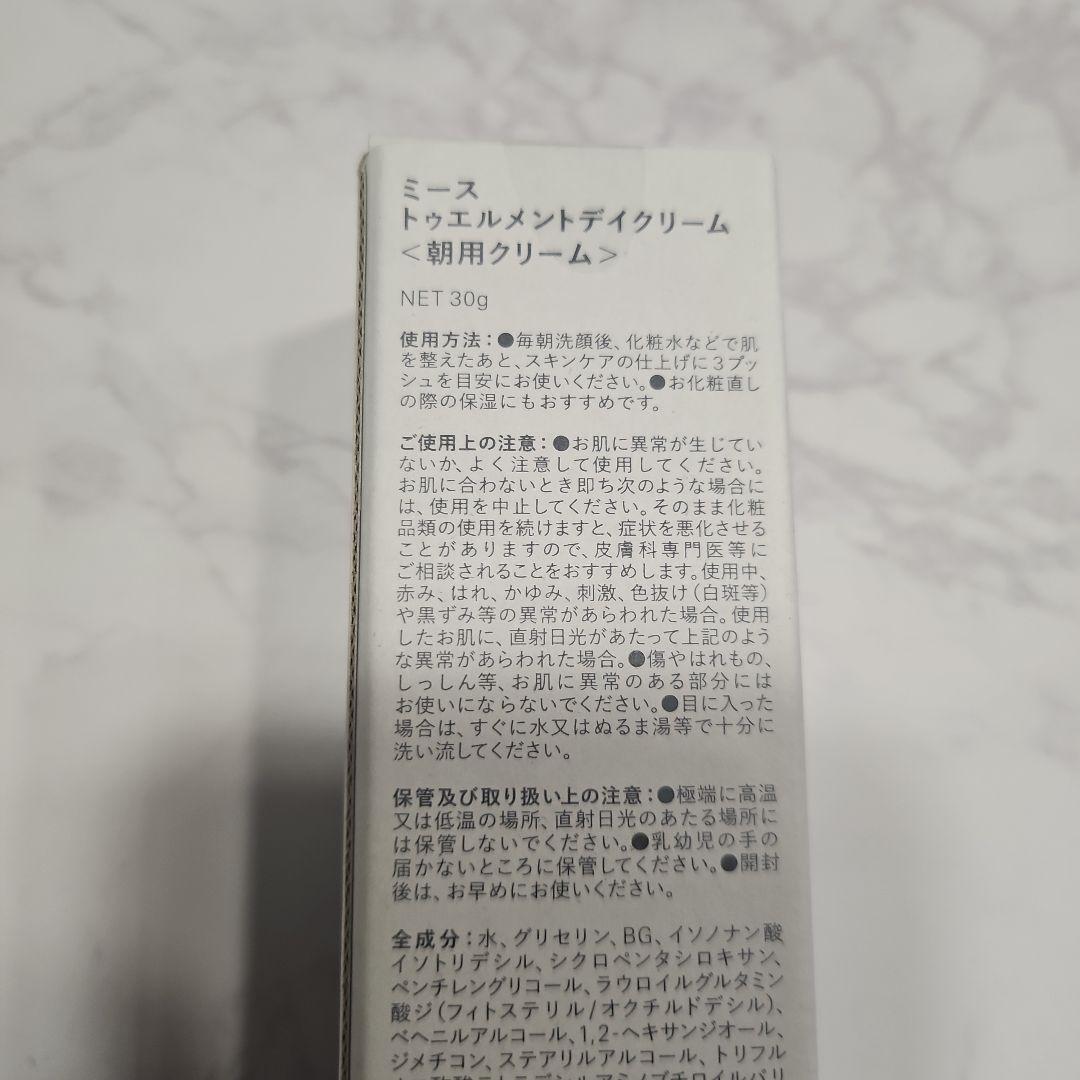 ミース
トゥエルメントデイクリーム
＜朝用クリーム＞
NET 30g
使用方法：●毎朝洗顔後、化粧水などで肌
を整えたあと、スキンケアの仕上げに3プッ
シュを目安にお使いください。●お化粧直し
の際の保湿にもおすすめです。
ご使用上の注意：●お肌に異常が生じてい
ないか、よく注意して使用してください。
お肌に合わないとき即ち次のような場合に
は、使用を中止してください。そのまま化粧
品類の使用を続けますと、症状を悪化させる
ことがありますので、皮膚科専門医等に
ご相談されることをおすすめします。使用中、
赤み、はれ、かゆみ、刺激、色抜け（白斑等）
や黒ずみ等の異常があらわれた場合。使用
したお肌に、直射日光があたって上記のよう
な異常があらわれた場合。●傷やはれもの、
しっしん等、お肌に異常のある部分には
お使いにならないでください。●目に入った
場合は、すぐに水又はぬるま湯等で十分に
洗い流してください。
保管及び取り扱い上の注意：●極端に高温
又は低温の場所、直射日光のあたる場所に
は保管しないでください。●乳幼児の手の
届かないところに保管してください。●開封
後は、お早めにお使いください。
全成分：水、グリセリン、BG、イソノナン酸
イソトリデシル、シクロペンタシロキサン、
ペンチレングリコール、ラウロイルグルタミン
酸ジ（フィトステリル/オクチルドデシル）、
ベヘニルアルコール、1,2-ヘキサンジオール、
ジメチコン、ステアリルアルコール、トリフル